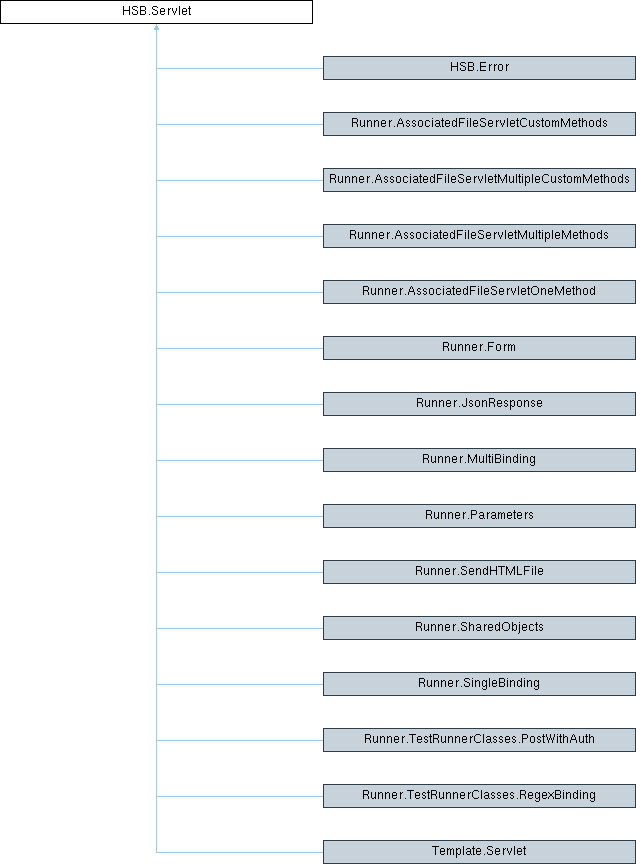 HSB.Servlet
HSB.Error
Runner.AssociatedFileServletCustomMethods
Runner.AssociatedFileServletMultipleCustomMethods
Runner.AssociatedFileServletMultipleMethods
Runner.AssociatedFileServletOneMethod
Runner.Form
Runner.JsonResponse
Runner.MultiBinding
Runner.Parameters
Runner.SendHTMLFile
Runner.SharedObjects
Runner.SingleBinding
Runner.TestRunnerClasses.PostWithAuth
Runner.TestRunnerClasses.RegexBinding
Template.Servlet